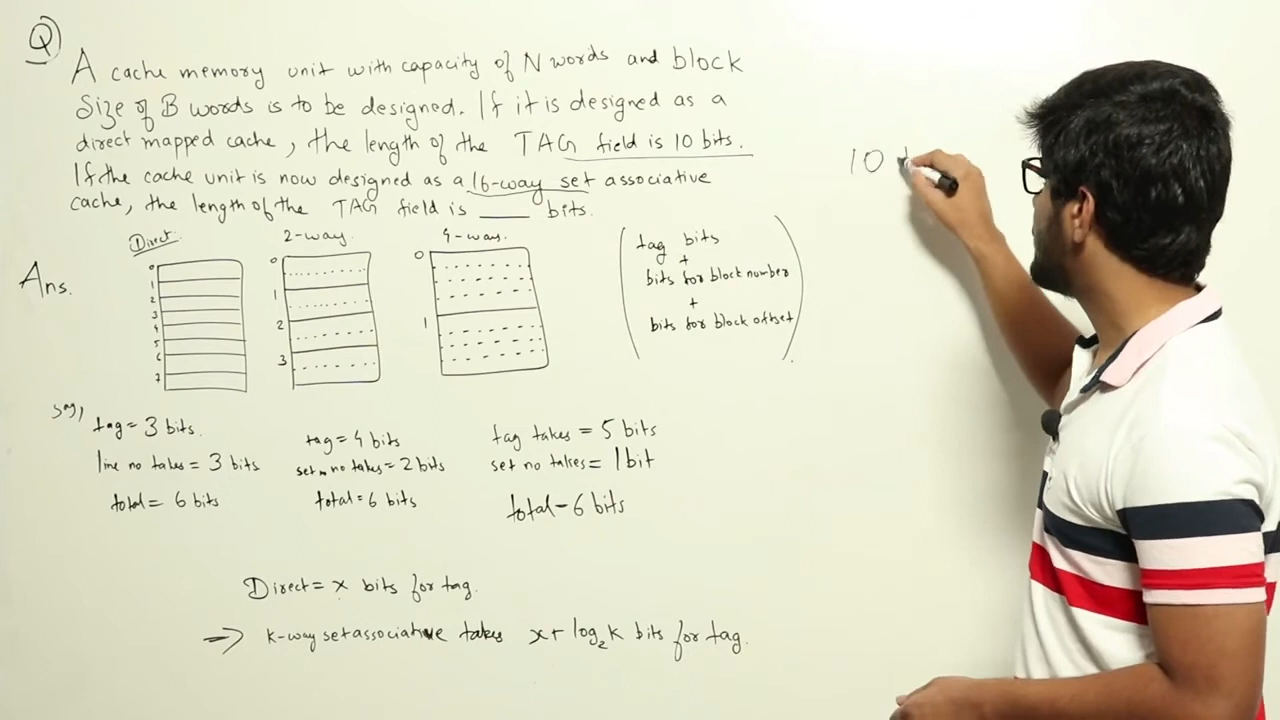 Q
A cache memory unit with capacity of N words and block
Size of B words is to be designed. If it is designed as a
direct mapped cache, the length of the TAG field is 10 bits.
If the cache unit is now designed as a 16-way set associative
cache, the length of the TAG field is ____ bits.
Ans.
Direct.
0
1
2
3
4
5
6
7
2-way.
0
1
2
3
4-way.
0
1
tag bits
+
bits for block number
+
bits for block offset
say,
tag = 3 bits.
line no takes = 3 bits
total = 6 bits
tag = 4 bits
set no takes = 2 bits
total = 6 bits
tag takes = 5 bits
set no takes = 1 bit
total - 6 bits
Direct = x bits for tag.
⇒ k-way set associative takes x + log₂k bits for tag.
10